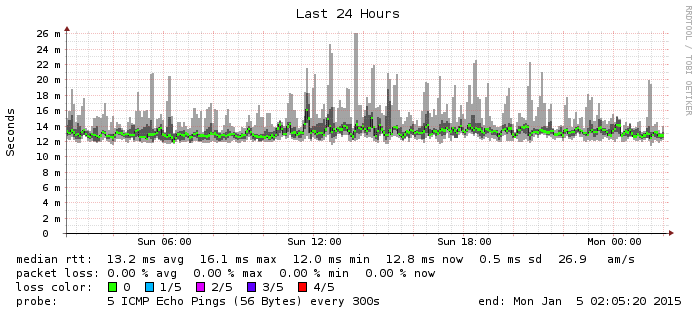 Last 24 Hours
RRDTOOL / TOBI OETIKER
Seconds
26 m
24 m
22 m
20 m
18 m
16 m
14 m
12 m
10 m
8 m
6 m
4 m
2 m
0
Sun 06:00 Sun 12:00 Sun 18:00 Mon 00:00
median rtt: 13.2 ms avg 16.1 ms max 12.0 ms min 12.8 ms now 0.5 ms sd 26.9 am/s
packet loss: 0.00 % avg 0.00 % max 0.00 % min 0.00 % now
loss color: 0 1/5 2/5 3/5 4/5
probe: 5 ICMP Echo Pings (56 Bytes) every 300s end: Mon Jan 5 02:05:20 2015